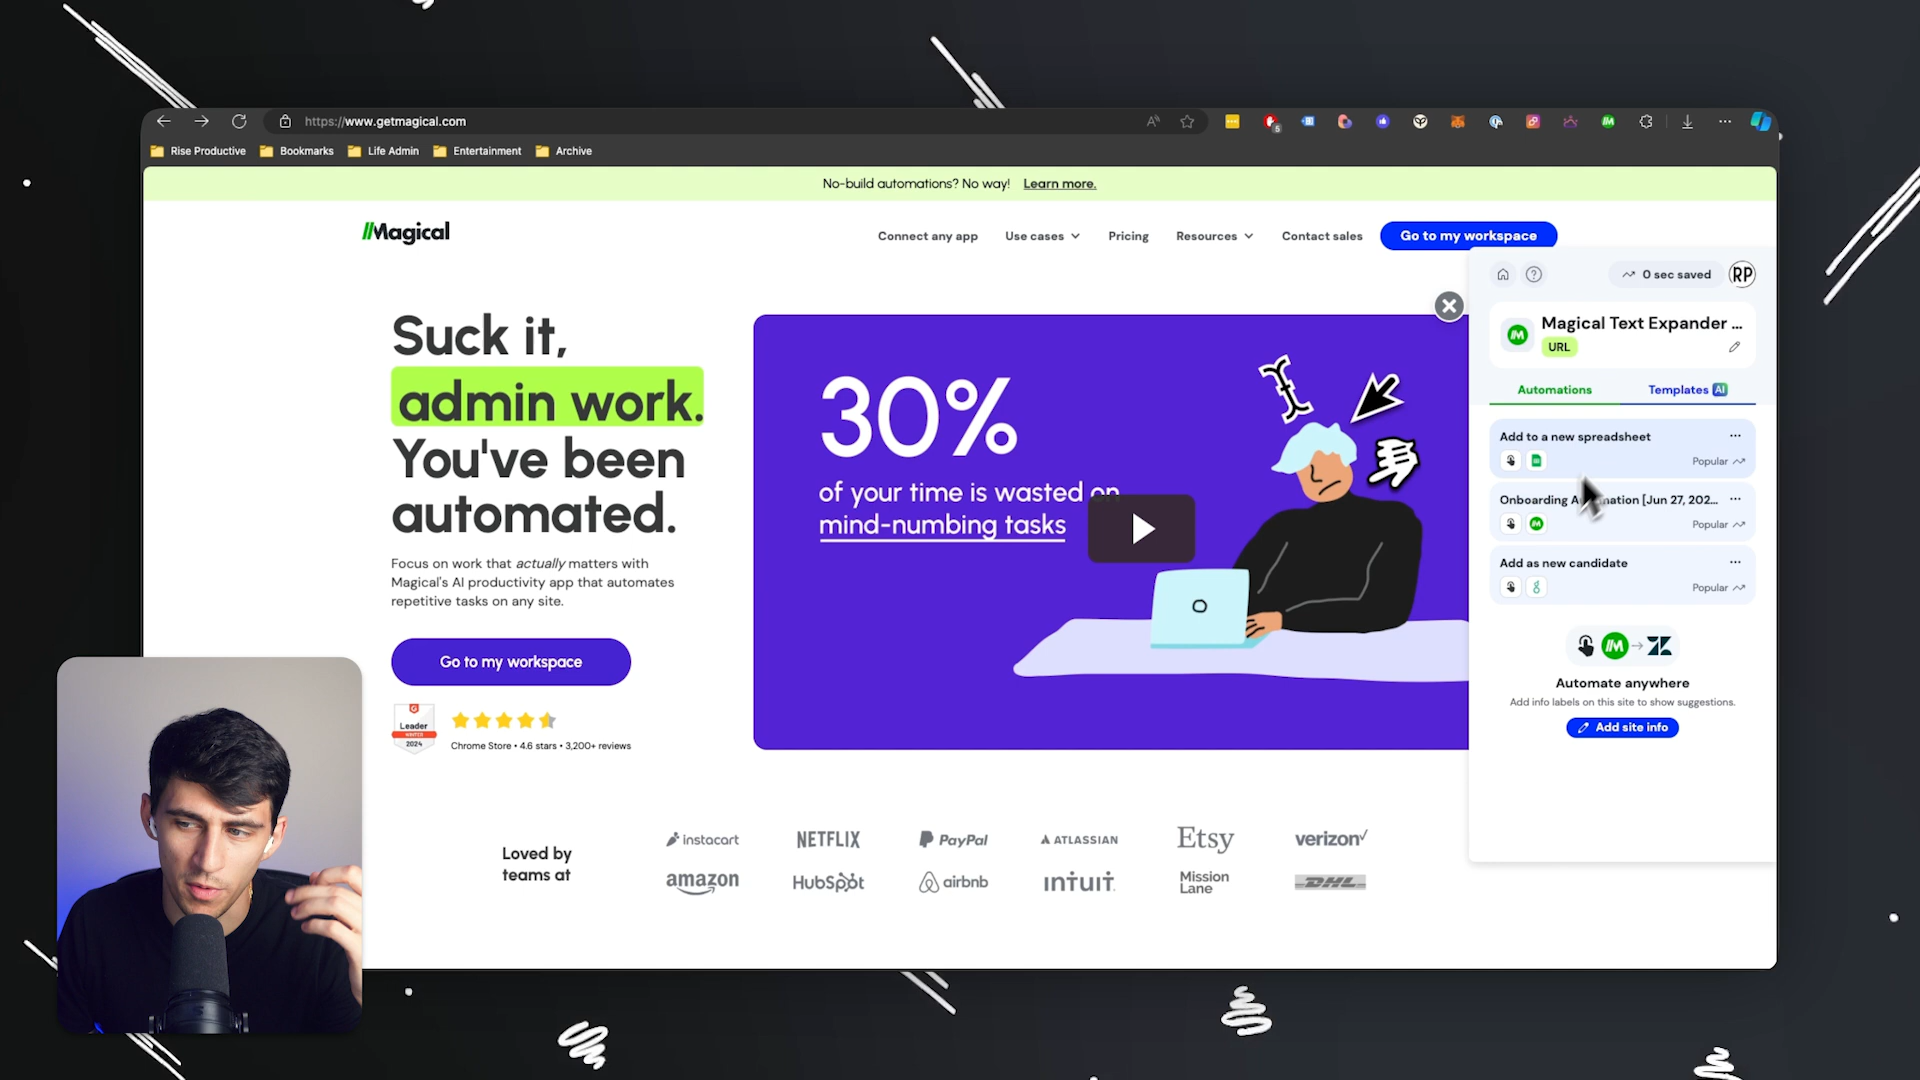 https://www.getmagical.com
Rise Productive
Bookmarks
Life Admin
Entertainment
Archive
No-build automations? No way! Learn more.
Magical
Connect any app
Use cases
Pricing
Resources
Contact sales
Go to my workspace
Suck it,
admin work.
You've been
automated.
Focus on work that actually matters with
Magical's AI productivity app that automates
repetitive tasks on any site.
Go to my workspace
Leader
WINTER
2024
Chrome Store • 4.6 stars • 3,200+ reviews
30%
of your time is wasted on
mind-numbing tasks
0 sec saved
RP
Magical Text Expander ...
URL
Automations
Templates AI
Add to a new spreadsheet
Popular
Onboarding A mation [Jun 27, 202...
Popular
Add as new candidate
Popular
Automate anywhere
Add info labels on this site to show suggestions.
Add site info
Loved by
teams at
instacart
NETFLIX
PayPal
ATLASSIAN
Etsy
verizon
amazon
HubSpot
airbnb
INTUIT
Mission
Lane
DHL